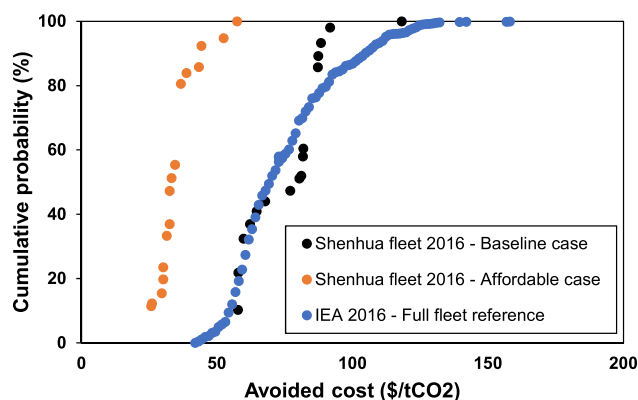 100
80
60
40
20
0
Cumulative probability (%)
Shenhua fleet 2016 - Baseline case
Shenhua fleet 2016 - Affordable case
IEA 2016 - Full fleet reference
0 50 100 150 200
Avoided cost ($/tCO2)